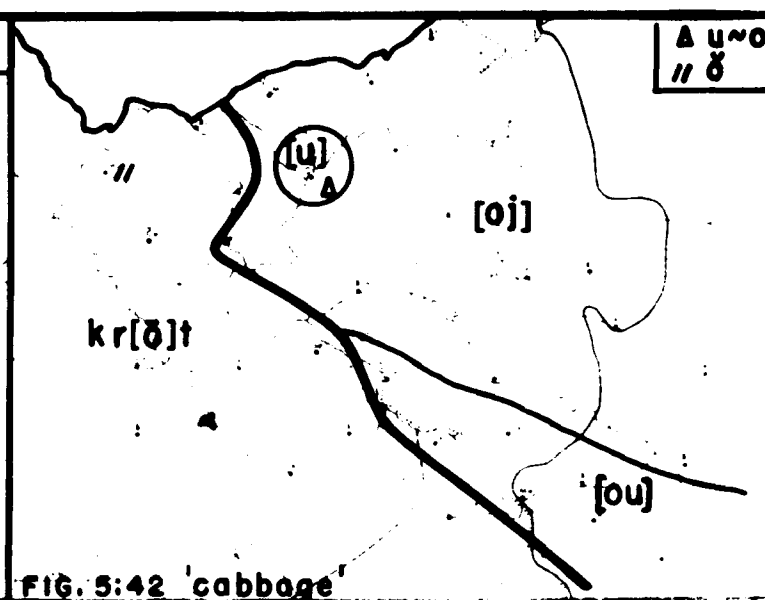 Δ u~o
// ŏ
[u]
Δ
//
[oj]
kr[ō]t
[ou]
FIG. 5:42 'cabbage'